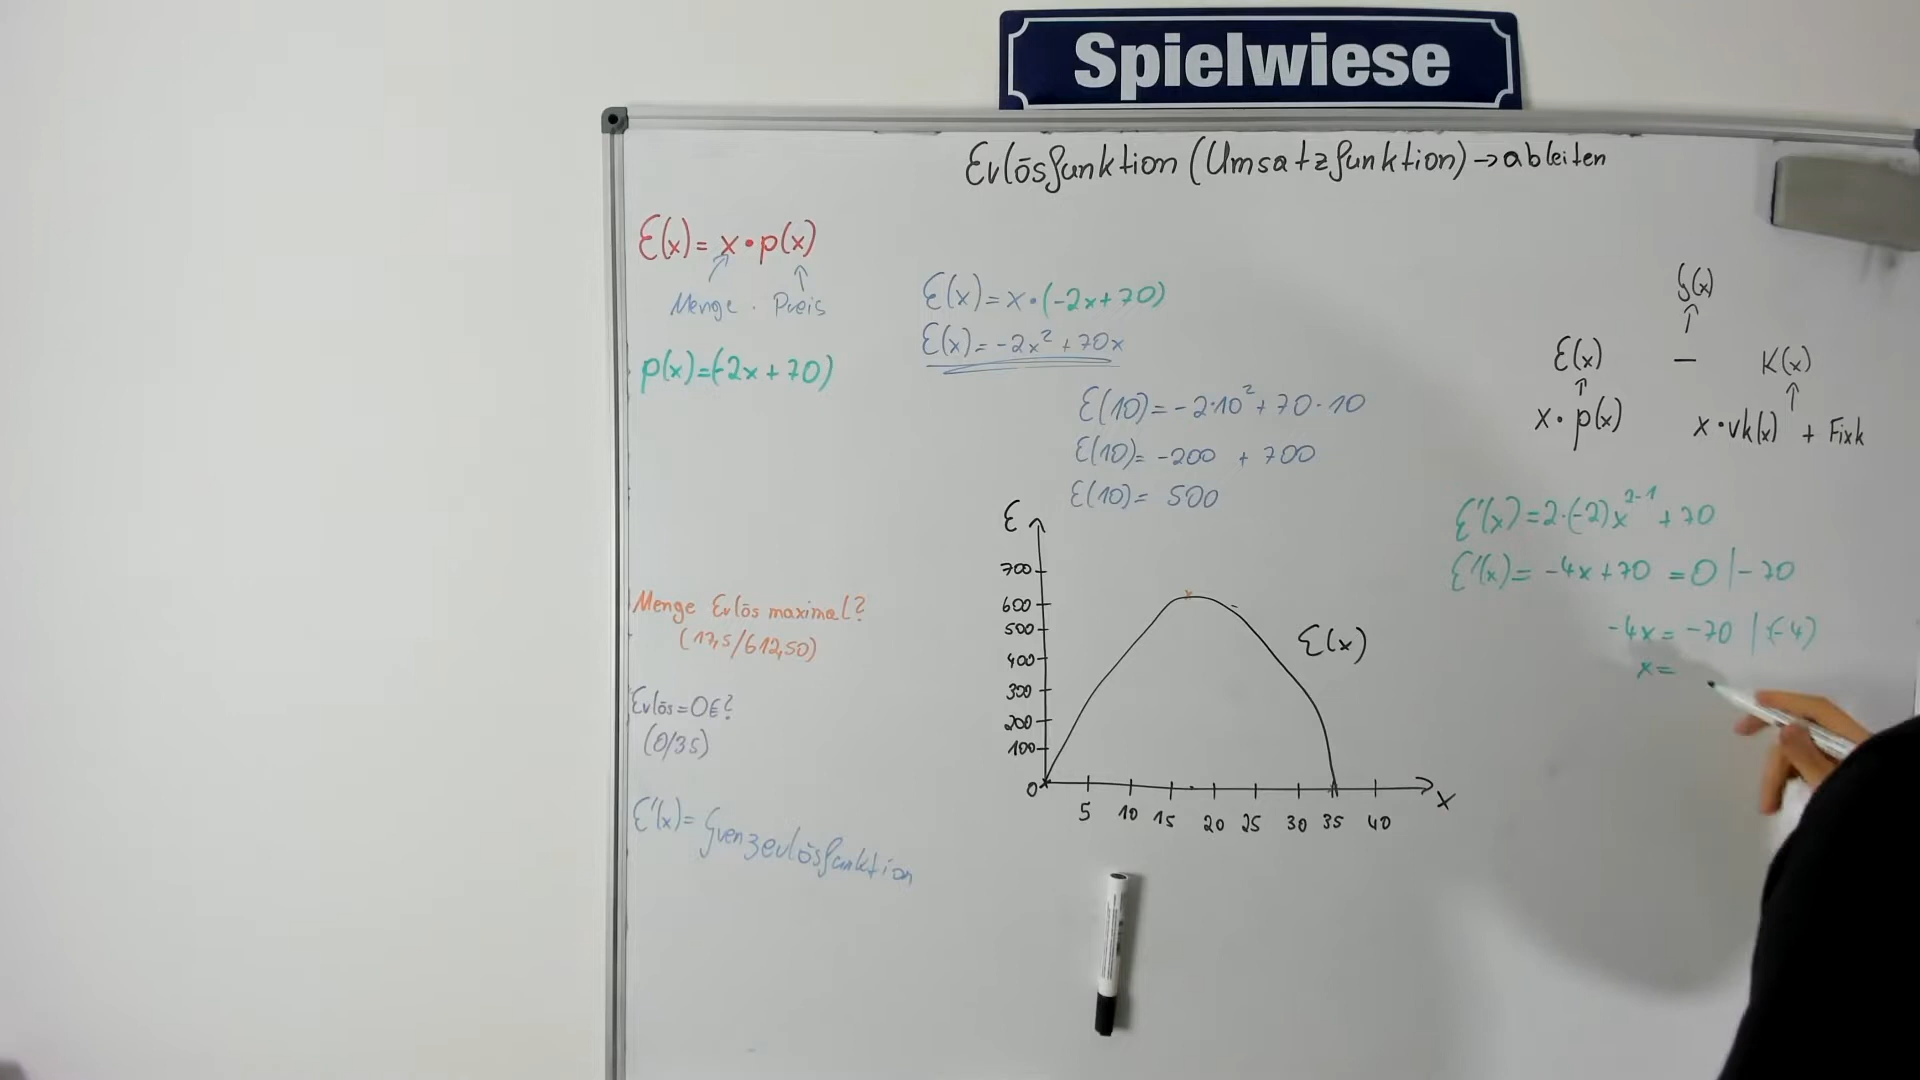 Spielwiese
Erlösfunktion (Umsatzfunktion) → ableiten
E(x) = x · p(x)
Menge · Preis
p(x) = (-2x + 70)
E(x) = x · (-2x + 70)
E(x) = -2x² + 70x
E(10) = -2·10² + 70·10
E(10) = -200 + 700
E(10) = 500
G(x)
↑
E(x) – K(x)
↑ ↑
x · p(x) x · vk(x) + Fixk
E'(x) = 2·(-2)x²⁻¹ + 70
E'(x) = -4x + 70 = 0 | -70
-4x = -70 | :(-4)
x =
Menge Erlös maximal?
(17,5/612,50)
Erlös = 0€?
(0/35)
E'(x) = Grenzerlösfunktion
E
700
600
500
400
300
200
100
0
E(x)
5 10 15 20 25 30 35 40 x